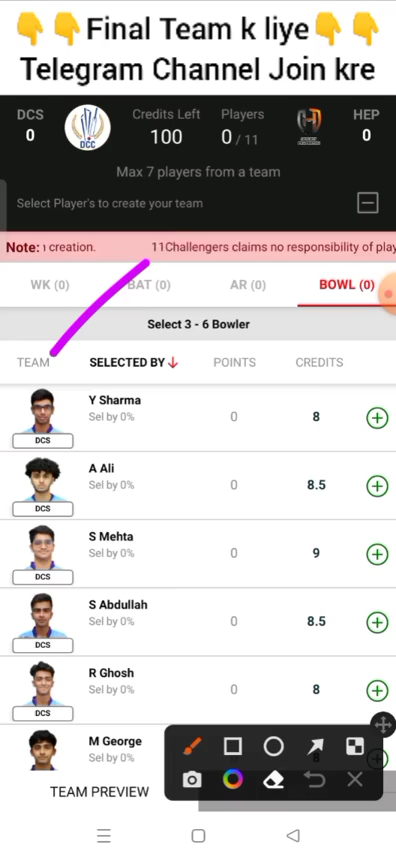 👇👇Final Team k liye👇👇
Telegram Channel Join kre
DCS
0
DCC
Credits Left
100
Players
0 / 11
HEP
0
Max 7 players from a team
Select Player's to create your team
Note: ı creation. 11Challengers claims no responsibility of play
WK (0) BAT (0) AR (0) BOWL (0)
Select 3 - 6 Bowler
TEAM SELECTED BY POINTS CREDITS
Y Sharma
Sel by 0% 0 8
DCS
A Ali
Sel by 0% 0 8.5
DCS
S Mehta
Sel by 0% 0 9
DCS
S Abdullah
Sel by 0% 0 8.5
DCS
R Ghosh
Sel by 0% 0 8
DCS
M George
Sel by 0% 8
TEAM PREVIEW